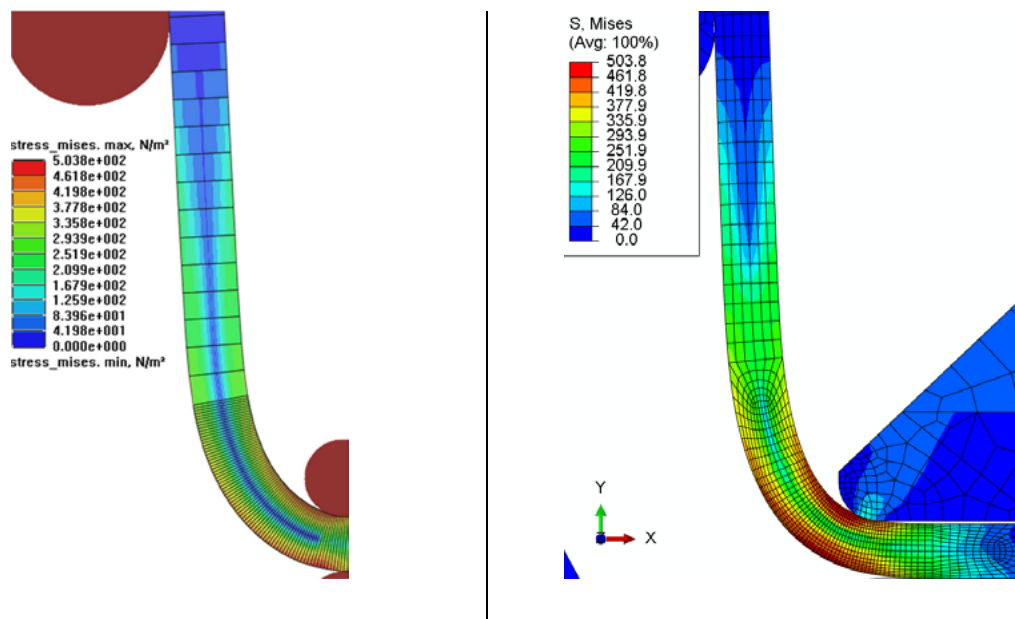 stress_mises. max, N/m²
5.038e+002
4.618e+002
4.198e+002
3.778e+002
3.358e+002
2.939e+002
2.519e+002
2.099e+002
1.679e+002
1.259e+002
8.396e+001
4.198e+001
0.000e+000
stress_mises. min, N/m²
S, Mises
(Avg: 100%)
503.8
461.8
419.8
377.9
335.9
293.9
251.9
209.9
167.9
126.0
84.0
42.0
0.0
Y
X